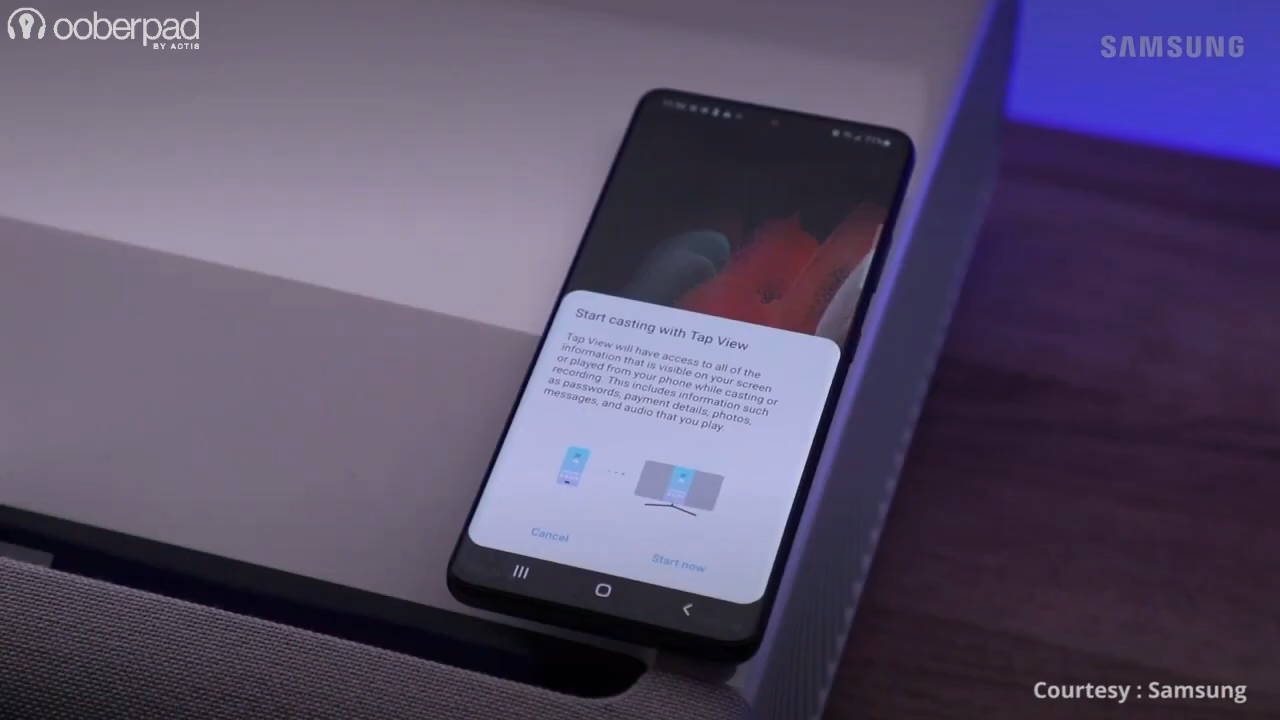 ooberpad
BY ACTIS
SAMSUNG
Start casting with Tap View
Tap View will have access to all of the
information that is visible on your screen
or played from your phone while casting or
recording. This includes information such
as passwords, payment details, photos,
messages, and audio that you play.
Cancel
Start now
Courtesy : Samsung